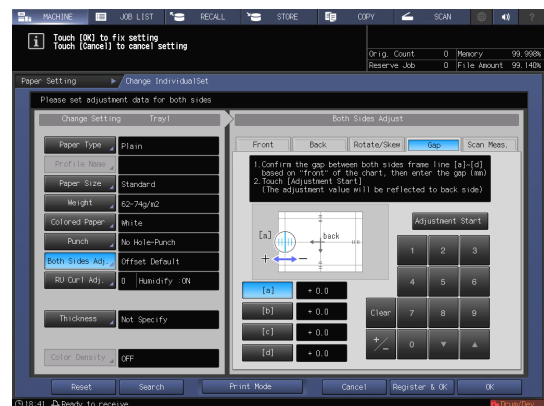 MACHINE
JOB LIST
RECALL
STORE
COPY
SCAN
?
Touch [OK] to fix setting
Touch [Cancel] to cancel setting
Orig. Count 0 Memory 99.998%
Reserve Job 0 File Amount 99.140%
Paper Setting Change IndividualSet
Please set adjustment data for both sides
Change Setting Tray1
Paper Type Plain
Profile Name
Paper Size Standard
Weight 62-74g/m2
Colored Paper White
Punch No Hole-Punch
Both Sides Adj. Offset Default
RU Curl Adj. 0 Humidify :ON
Thickness Not Specify
Color Density OFF
Both Sides Adjust
Front Back Rotate/Skew Gap Scan Meas.
1.Confirm the gap between both sides frame line [a]~[d]
based on "front" of the chart, then enter the gap (mm)
2.Touch [Adjustment Start]
(The adjustment value will be reflected to back side)
[a]
back
+ -
Adjustment Start
[a] + 0.0
[b] + 0.0
[c] + 0.0
[d] + 0.0
1 2 3
4 5 6
Clear 7 8 9
+/- 0 ▼ ▲
Reset Search Print Mode Cancel Register & OK OK
18:41 Ready to receive
Drum/Dev